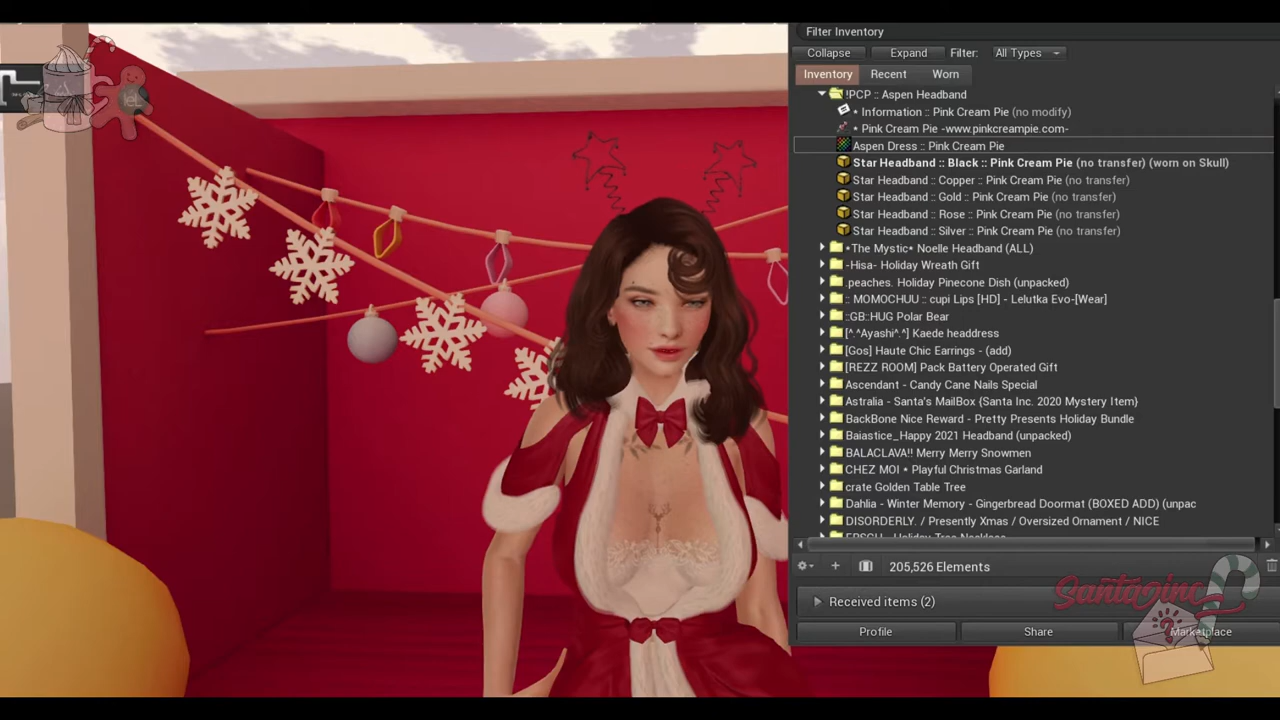 Filter Inventory
Collapse Expand Filter: All Types
Inventory Recent Worn
!PCP :: Aspen Headband
* Information :: Pink Cream Pie (no modify)
* Pink Cream Pie -www.pinkcreampie.com-
Aspen Dress :: Pink Cream Pie
Star Headband :: Black :: Pink Cream Pie (no transfer) (worn on Skull)
Star Headband :: Copper :: Pink Cream Pie (no transfer)
Star Headband :: Gold :: Pink Cream Pie (no transfer)
Star Headband :: Rose :: Pink Cream Pie (no transfer)
Star Headband :: Silver :: Pink Cream Pie (no transfer)
*The Mystic* Noelle Headband (ALL)
-Hisa- Holiday Wreath Gift
.peaches. Holiday Pinecone Dish (unpacked)
:: MOMOCHUU :: cupi Lips [HD] - Lelutka Evo-[Wear]
::GB::HUG Polar Bear
[^.^Ayashi^.^] Kaede headdress
[Gos] Haute Chic Earrings - (add)
[REZZ ROOM] Pack Battery Operated Gift
Ascendant - Candy Cane Nails Special
Astralia - Santa's MailBox {Santa Inc. 2020 Mystery Item}
BackBone Nice Reward - Pretty Presents Holiday Bundle
Baiastice_Happy 2021 Headband (unpacked)
BALACLAVA!! Merry Merry Snowmen
CHEZ MOI * Playful Christmas Garland
crate Golden Table Tree
Dahlia - Winter Memory - Gingerbread Doormat (BOXED ADD) (unpac
DISORDERLY. / Presently Xmas / Oversized Ornament / NICE
205,526 Elements
Santa inc
Received items (2)
Profile Share Marketplace